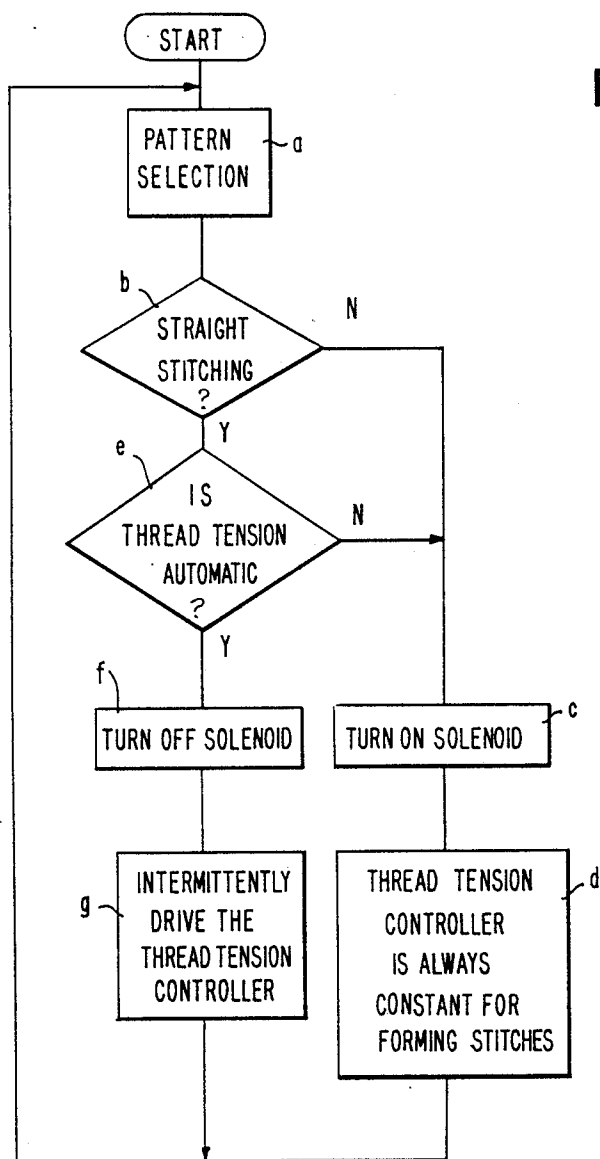 START
PATTERN
SELECTION
a
b
STRAIGHT
STITCHING
?
N
Y
e
IS
THREAD TENSION
AUTOMATIC
?
N
Y
f
TURN OFF SOLENOID
TURN ON SOLENOID
c
g
INTERMITTENTLY
DRIVE THE
THREAD TENSION
CONTROLLER
THREAD TENSION
CONTROLLER
IS ALWAYS
CONSTANT FOR
FORMING STITCHES
d